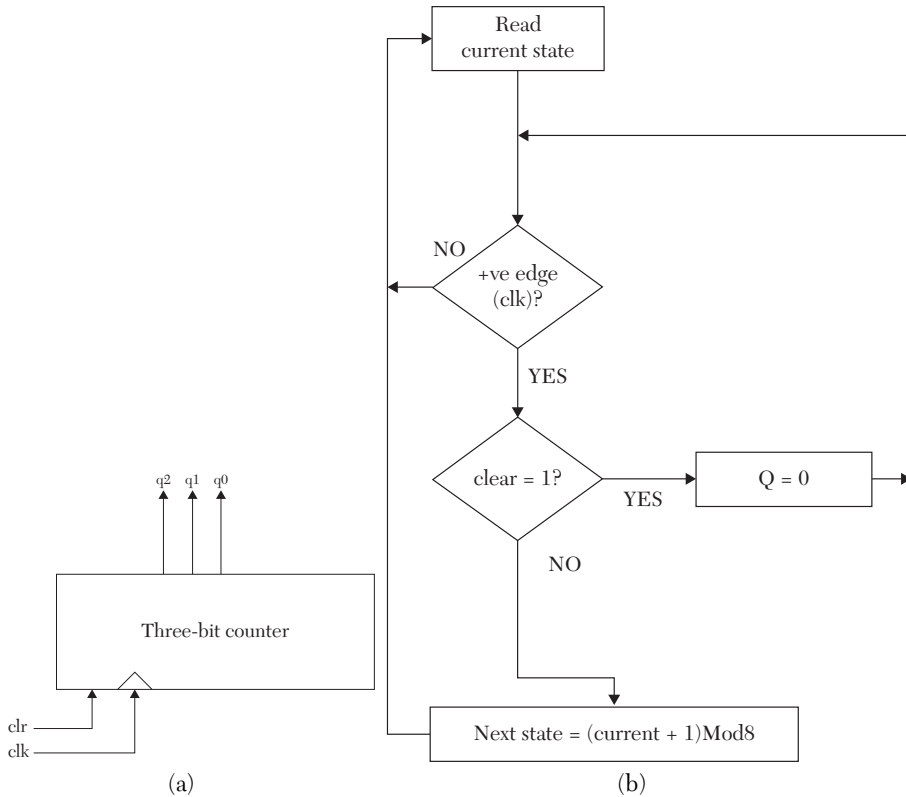 Read
current state
NO
+ve edge
(clk)?
YES
clear = 1?
YES
Q = 0
NO
q2 q1 q0
Three-bit counter
clr
clk
Next state = (current + 1)Mod8
(a)
(b)